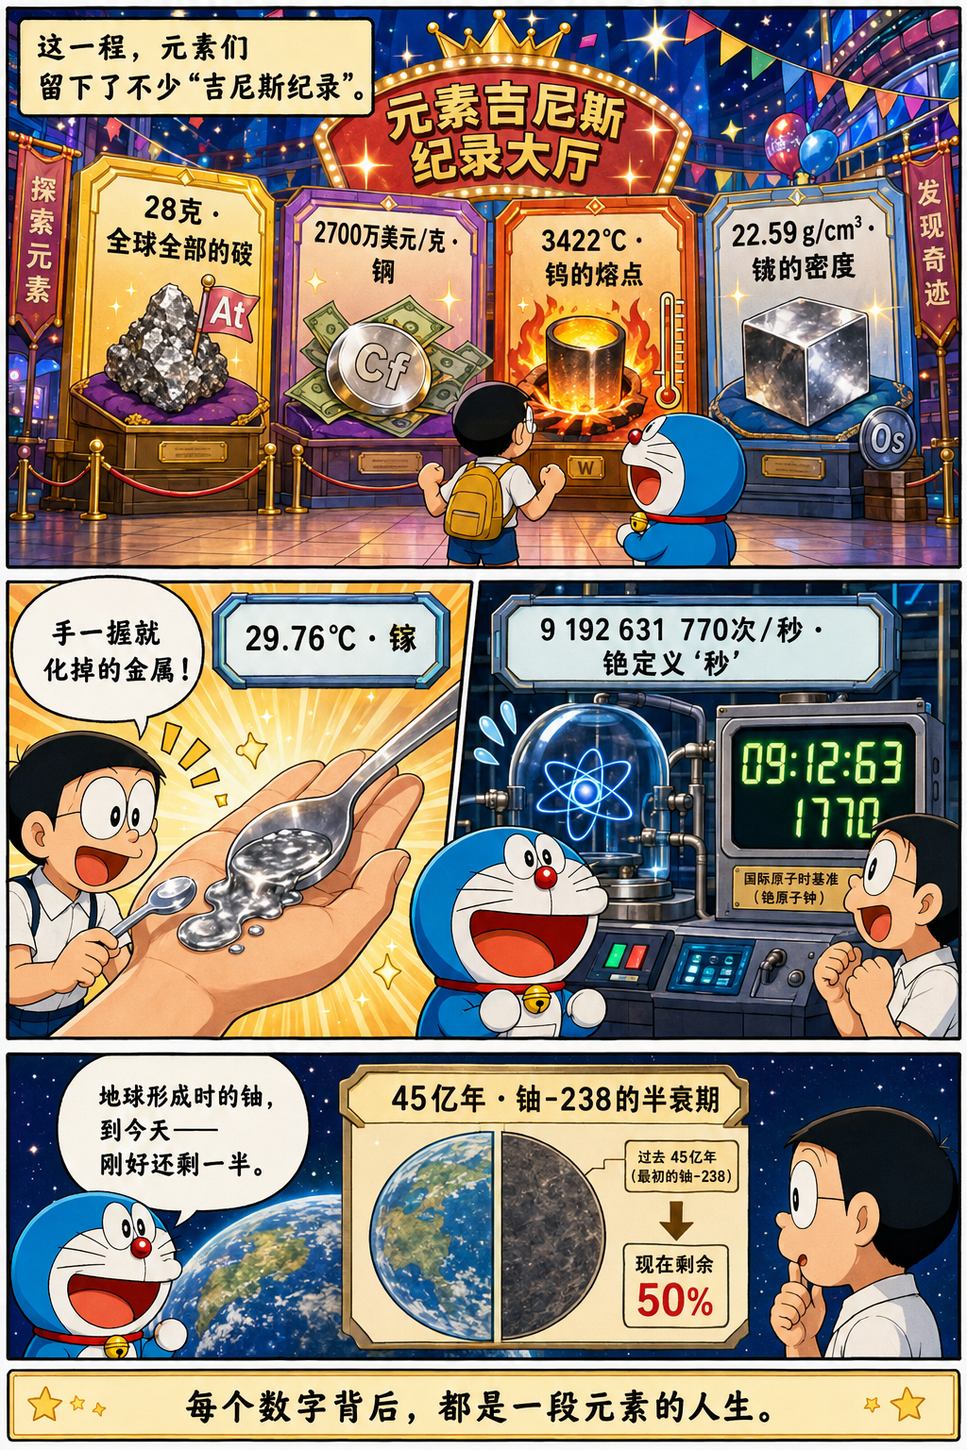 这一程，元素们
留下了不少“吉尼斯纪录”。
元素吉尼斯
纪录大厅
探索元素
发现奇迹
28克·
全球全部的砹
At
2700万美元/克·
钢
Cf
3422℃·
钨的熔点
W
22.59 g/cm³·
锇的密度
Os
手一握就
化掉的金属！
29.76℃·镓
9 192 631 770次/秒·
铯定义‘秒’
09:12:63
1770
国际原子时基准
（铯原子钟）
地球形成时的铀，
到今天——
刚好还剩一半。
45亿年·铀-238的半衰期
过去 45亿年
（最初的铀-238）
现在剩余
50%
每个数字背后，都是一段元素的人生。